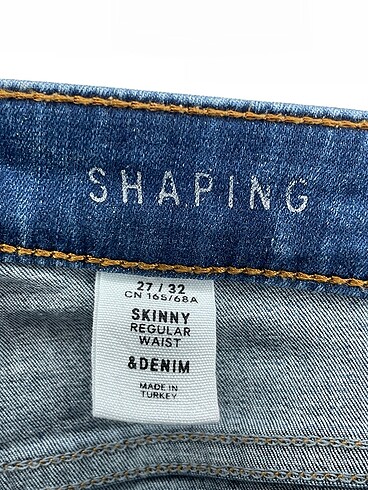 SHAPING
27 / 32
CN 165/68A
SKINNY
REGULAR
WAIST
&DENIM
MADE IN
TURKEY